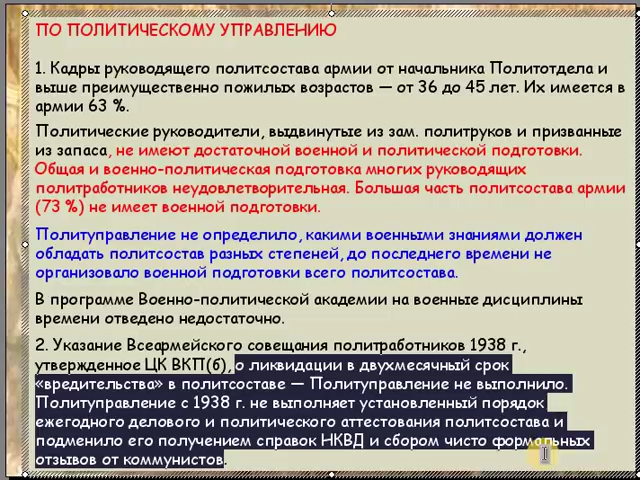 ПО ПОЛИТИЧЕСКОМУ УПРАВЛЕНИЮ
1. Кадры руководящего политсостава армии от начальника Политотдела и
выше преимущественно пожилых возрастов — от 36 до 45 лет. Их имеется в
армии 63 %.
Политические руководители, выдвинутые из зам. политруков и призванные
из запаса, не имеют достаточной военной и политической подготовки.
Общая и военно-политическая подготовка многих руководящих
политработников неудовлетворительная. Большая часть политсостава армии
(73 %) не имеет военной подготовки.
Политуправление не определило, какими военными знаниями должен
обладать политсостав разных степеней, до последнего времени не
организовало военной подготовки всего политсостава.
В программе Военно-политической академии на военные дисциплины
времени отведено недостаточно.
2. Указание Всеармейского совещания политработников 1938 г.,
утвержденное ЦК ВКП(б), о ликвидации в двухмесячный срок
«вредительства» в политсоставе — Политуправление не выполнило.
Политуправление с 1938 г. не выполняет установленный порядок
ежегодного делового и политического аттестования политсостава и
подменило его получением справок НКВД и сбором чисто формальных
отзывов от коммунистов.